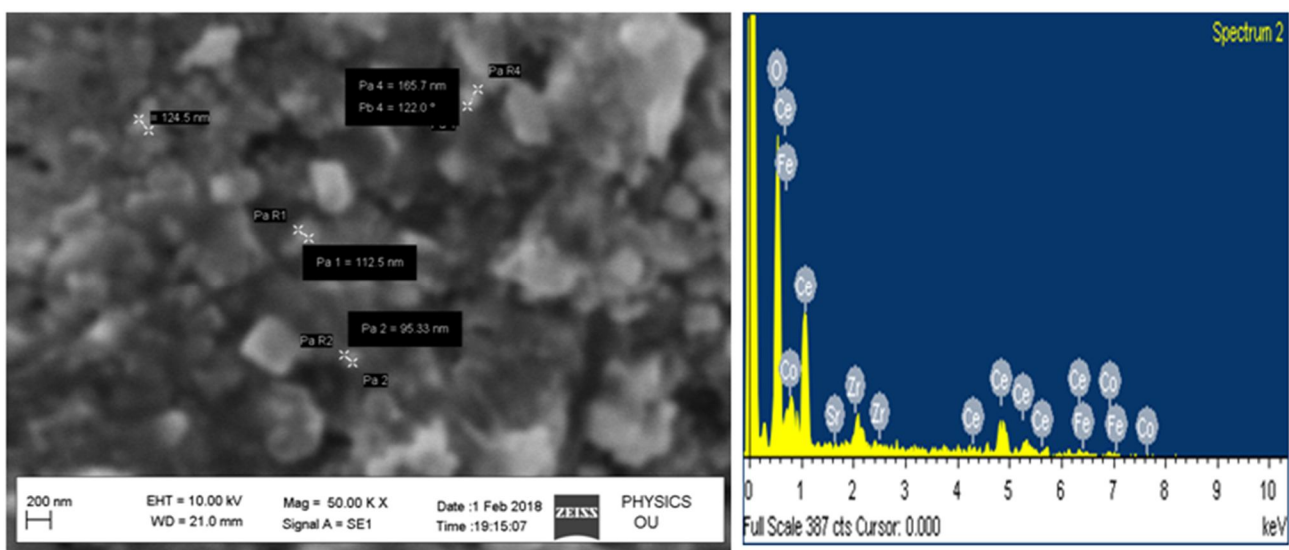 Pa R4
Pa 4 = 165.7 nm
Pb 4 = 122.0 °
= 124.5 nm
Pa R1
Pa 1 = 112.5 nm
Pa 2 = 95.33 nm
Pa R2
Pa 2
200 nm
EHT = 10.00 kV
WD = 21.0 mm
Mag = 50.00 K X
Signal A = SE1
Date :1 Feb 2018
Time :19:15:07
ZEISS
PHYSICS
OU
Spectrum 2
O
Ce
Fe
Ce
Co
Sr
Zr
Zr
Ce
Ce
Ce
Ce
Ce
Fe
Co
Fe
Co
0 1 2 3 4 5 6 7 8 9 10
Full Scale 387 cts Cursor: 0.000
keV